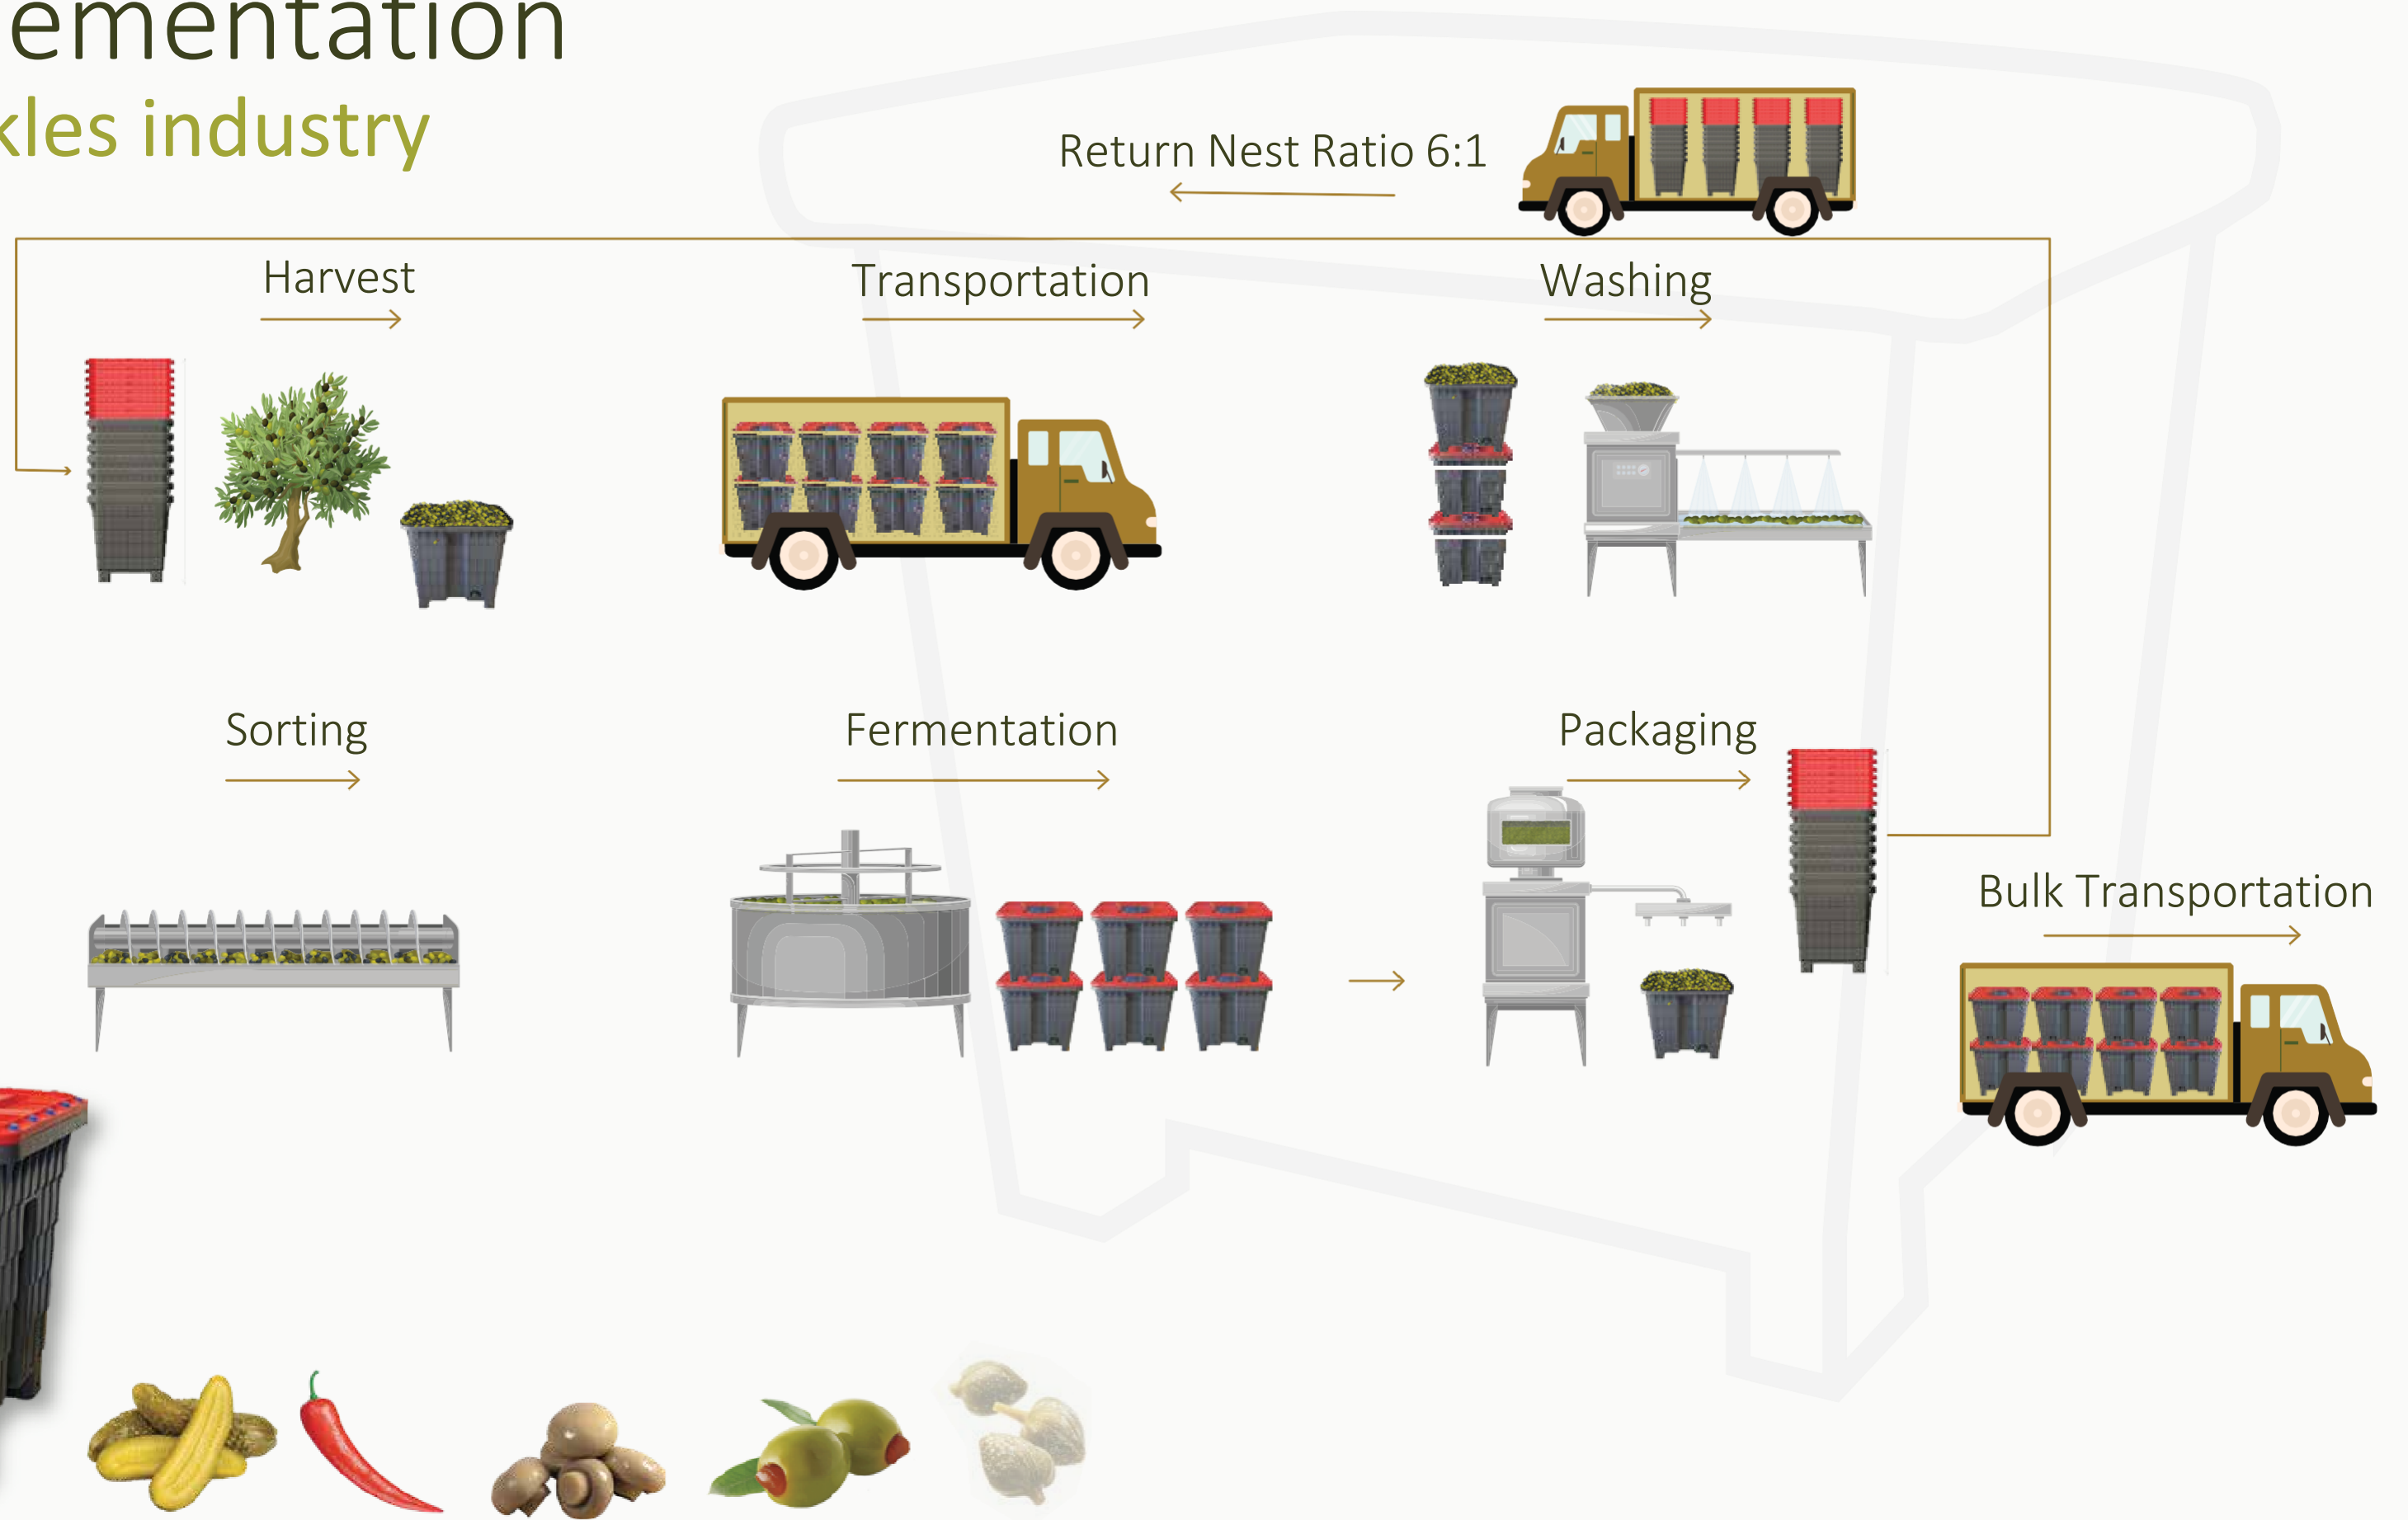 ementation
kles industry
Return Nest Ratio 6:1
Harvest
Transportation
Washing
Sorting
Fermentation
Packaging
Bulk Transportation